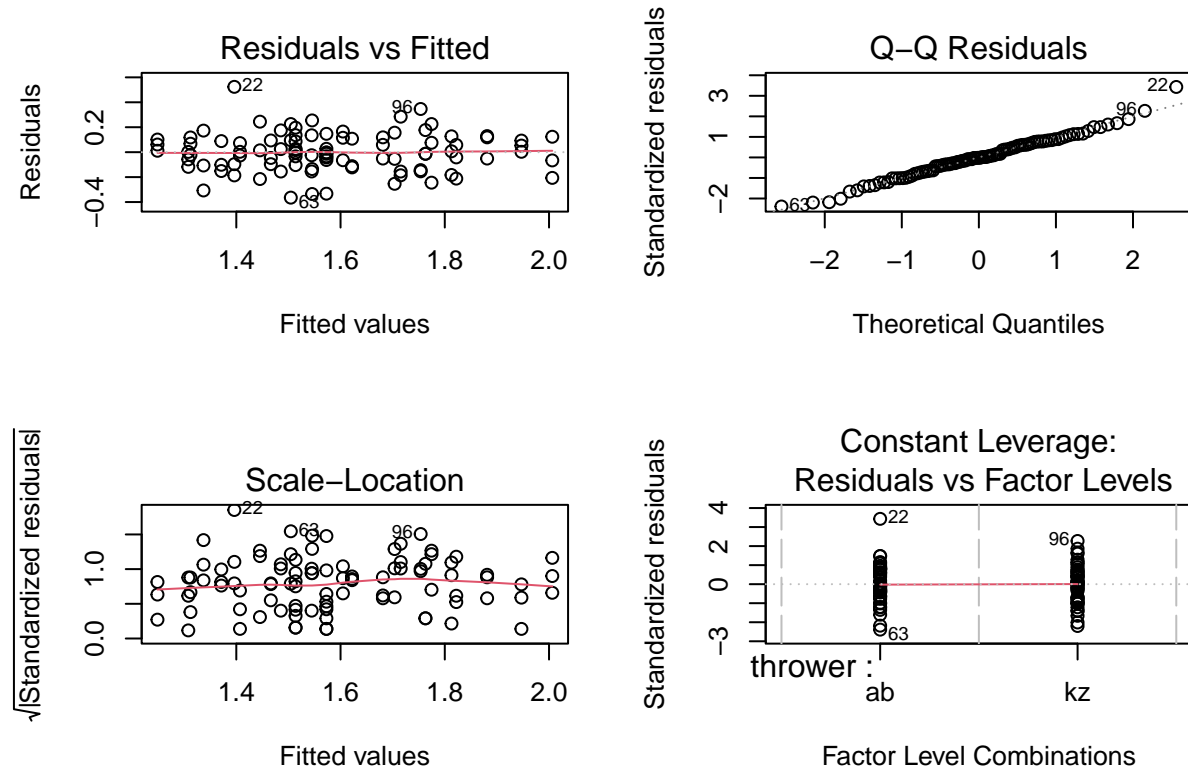 Residuals vs Fitted
Residuals
0.2
−0.4
22
96
63
1.4
1.6
1.8
2.0
Fitted values
Q−Q Residuals
Standardized residuals
3
1
−2
22
96
63
−2
−1
0
1
2
Theoretical Quantiles
Scale−Location
√|Standardized residuals|
1.0
0.0
22
63
96
1.4
1.6
1.8
2.0
Fitted values
Constant Leverage:
Residuals vs Factor Levels
Standardized residuals
4
2
0
−3
22
96
63
thrower :
ab
kz
Factor Level Combinations